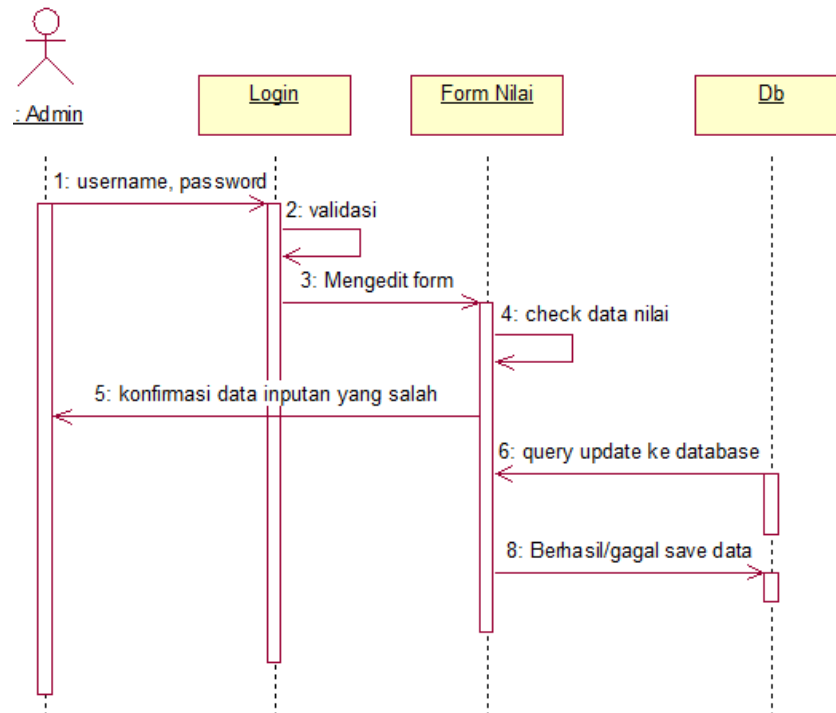 : Admin
Login
Form Nilai
Db
1: username, password
2: validasi
3: Mengedit form
4: check data nilai
5: konfirmasi data inputan yang salah
6: query update ke database
8: Berhasil/gagal save data